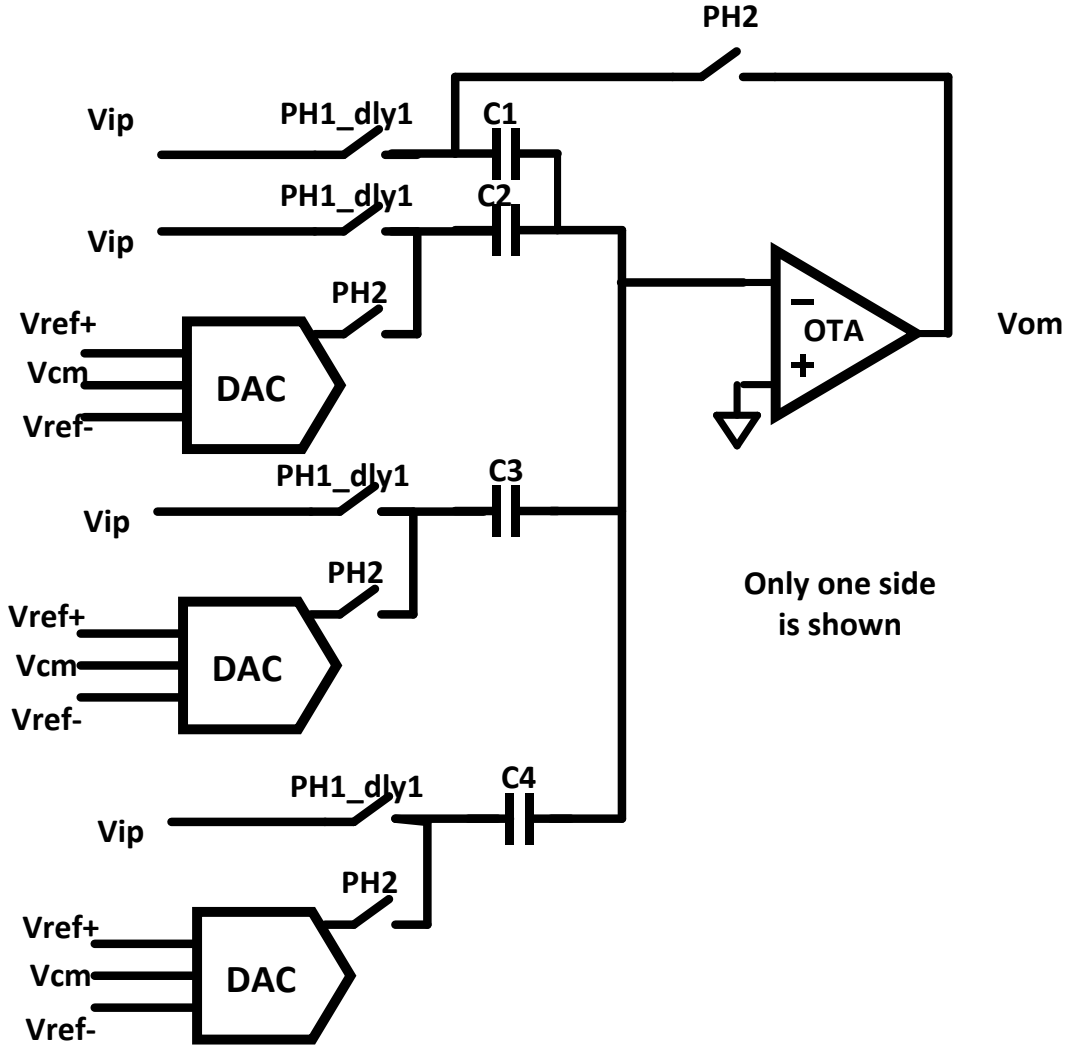 PH2
Vip
PH1_dly1
C1
PH1_dly1
C2
Vip
PH2
Vref+
Vcm
Vref-
DAC
OTA
Vom
PH1_dly1
C3
Vip
PH2
Vref+
Vcm
Vref-
DAC
Only one side
is shown
PH1_dly1
C4
Vip
PH2
Vref+
Vcm
Vref-
DAC